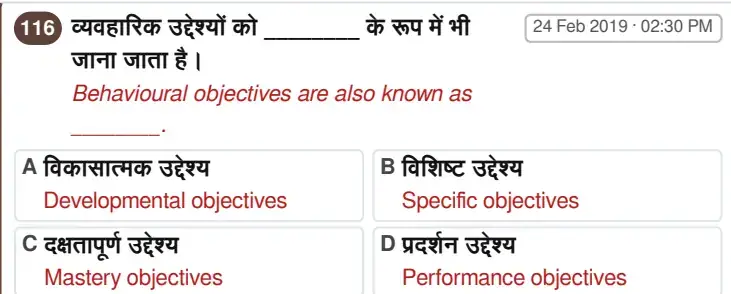 116 व्यवहारिक उद्देश्यों को ________ के रूप में भी 24 Feb 2019 · 02:30 PM
जाना जाता है।
Behavioural objectives are also known as
________.
A विकासात्मक उद्देश्य B विशिष्ट उद्देश्य
Developmental objectives Specific objectives
C दक्षतापूर्ण उद्देश्य D प्रदर्शन उद्देश्य
Mastery objectives Performance objectives